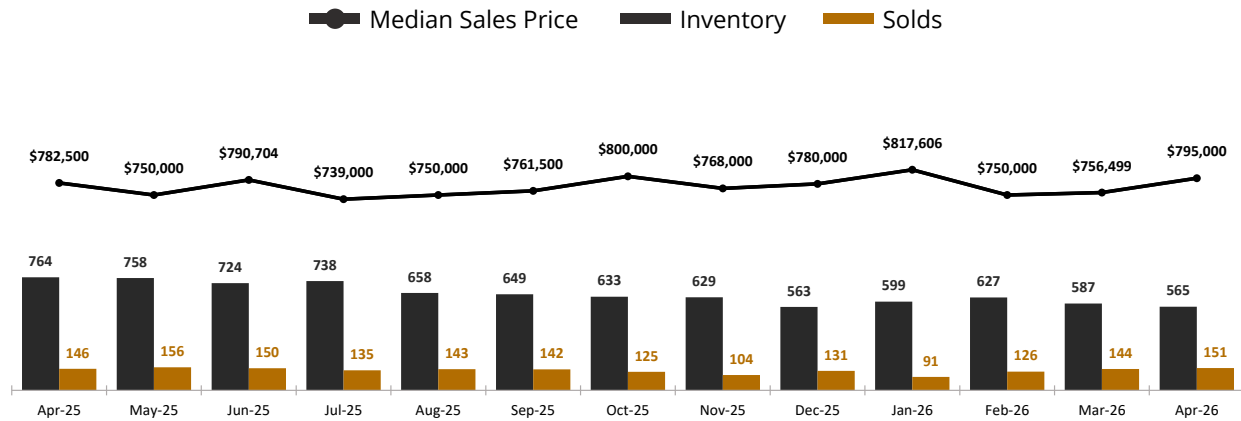 Median Sales Price Inventory Solds
$782,500 $750,000 $790,704 $739,000 $750,000 $761,500 $800,000 $768,000 $780,000 $817,606 $750,000 $756,499 $795,000
764 758 724 738 658 649 633 629 563 599 627 587 565
146 156 150 135 143 142 125 104 131 91 126 144 151
Apr-25 May-25 Jun-25 Jul-25 Aug-25 Sep-25 Oct-25 Nov-25 Dec-25 Jan-26 Feb-26 Mar-26 Apr-26